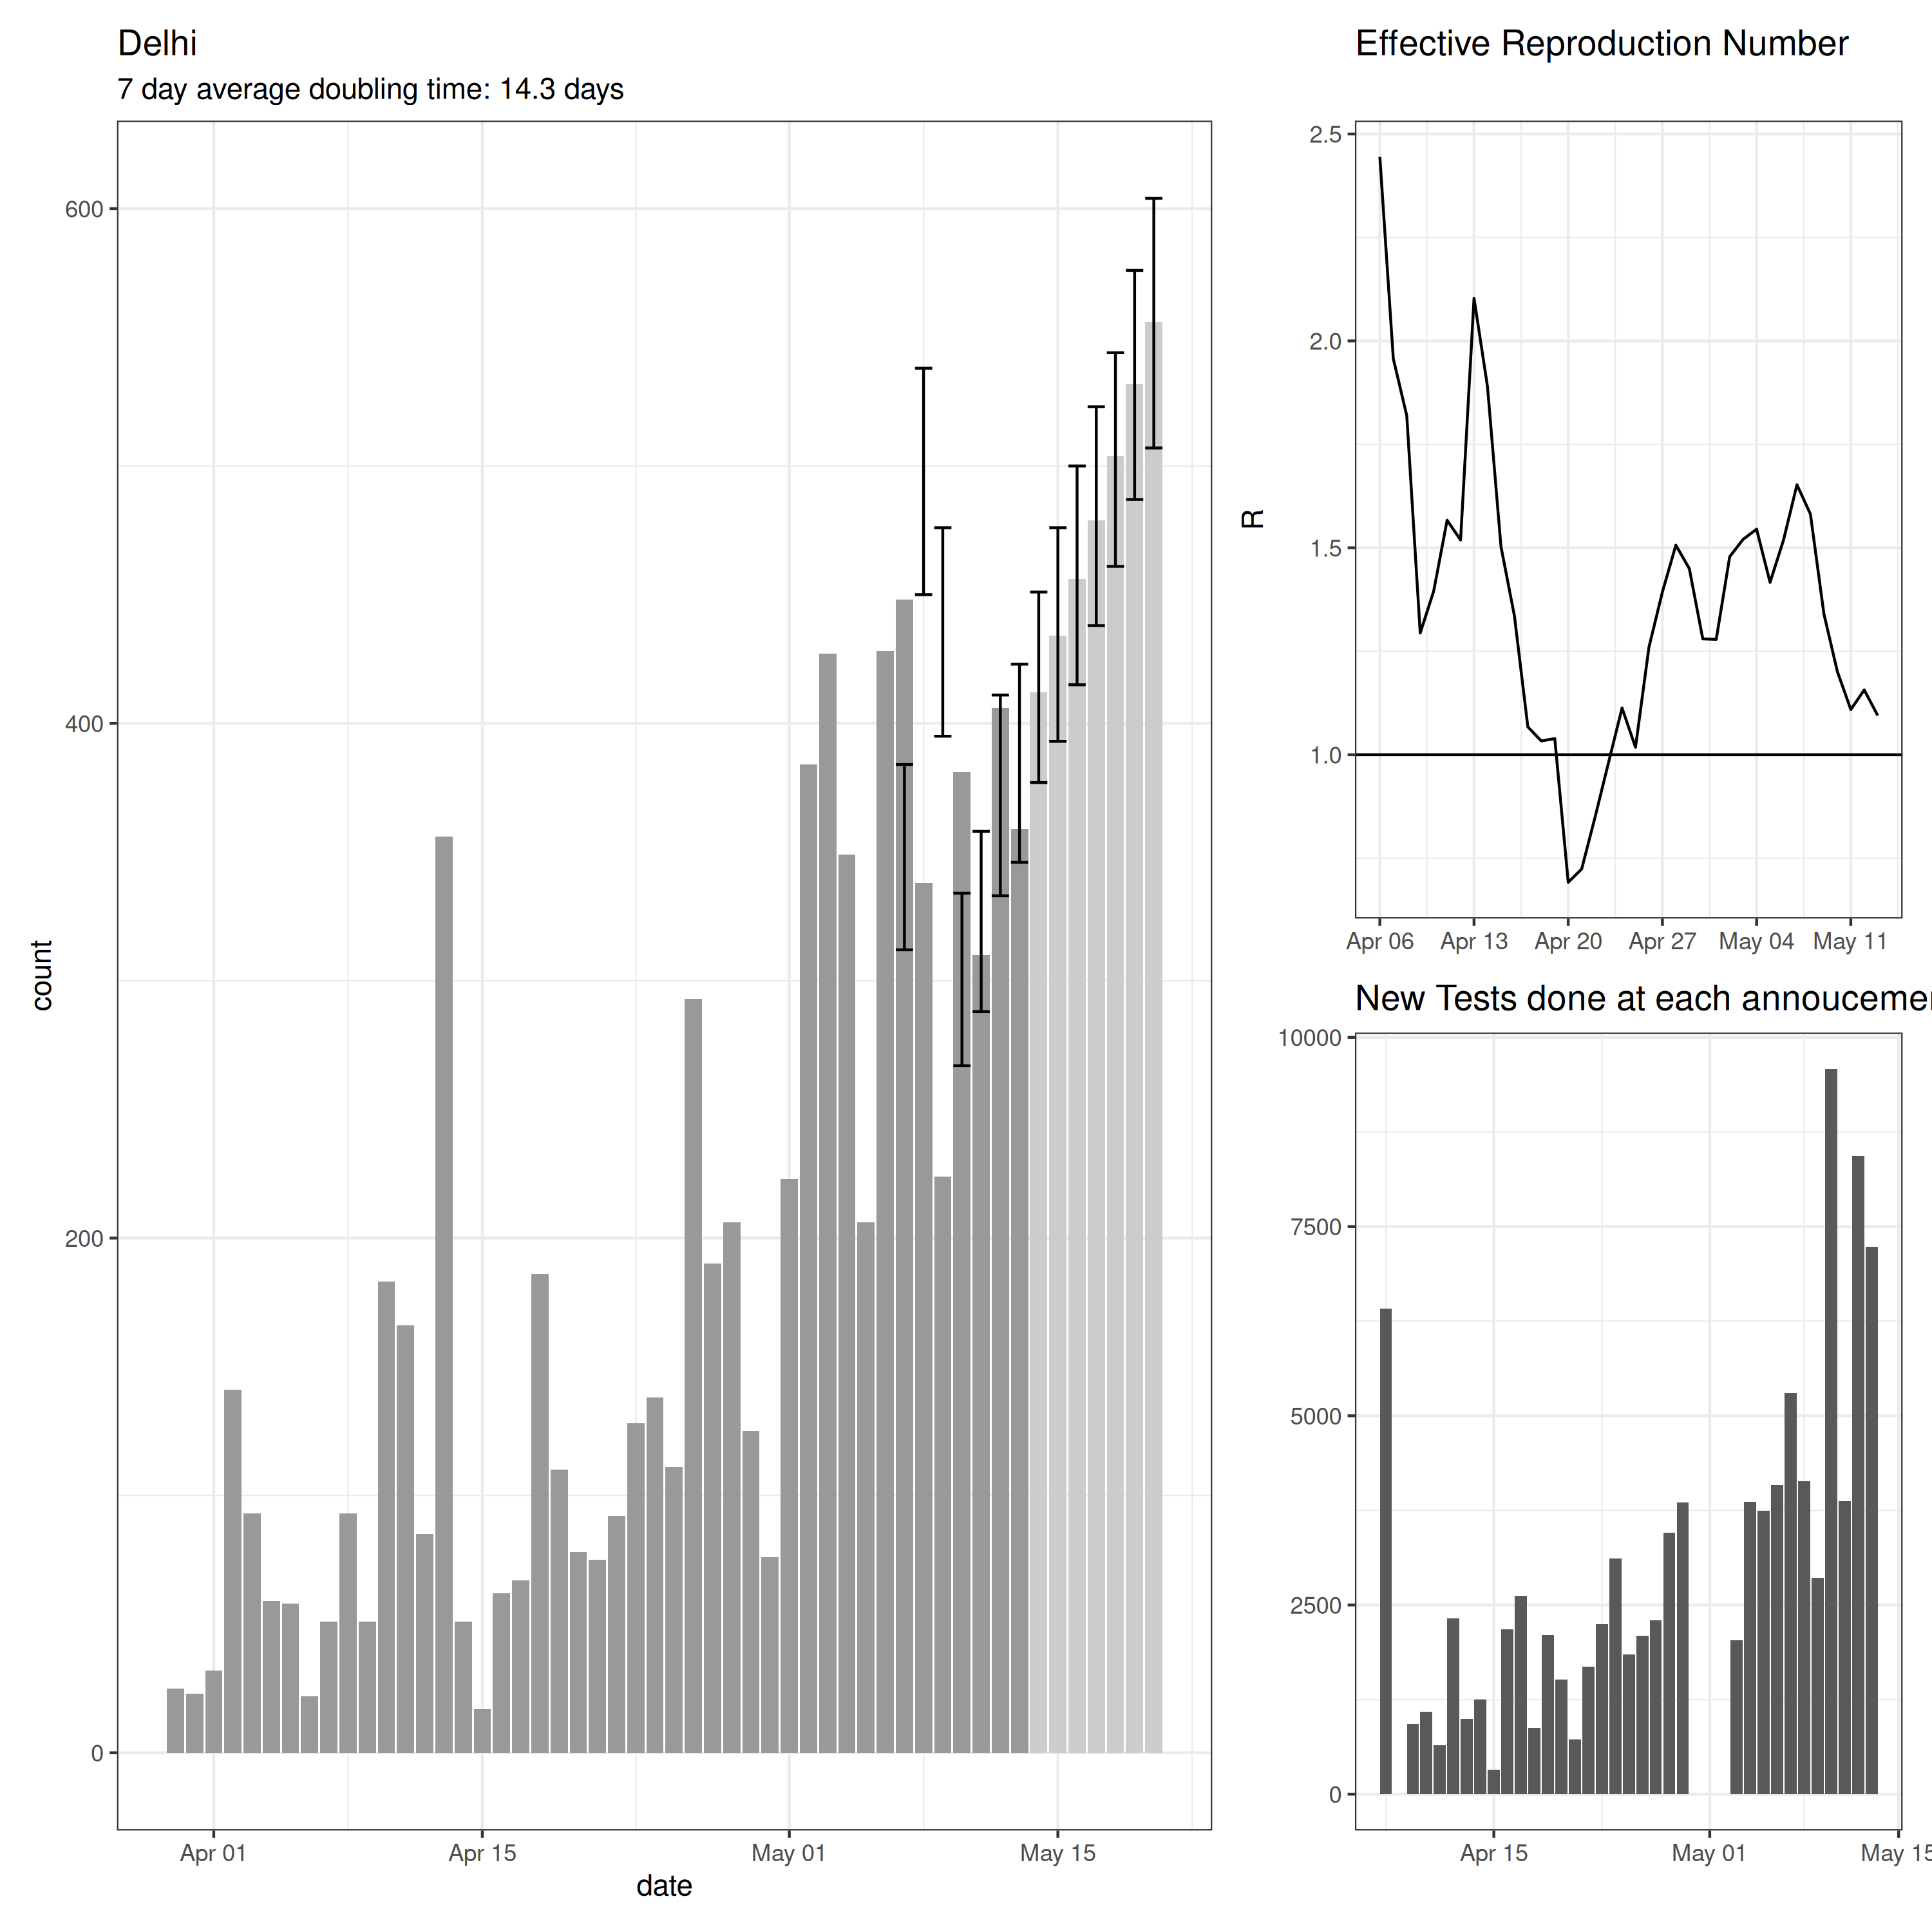 Delhi
7 day average doubling time: 14.3 days
600
400
200
0
count
Apr 01 Apr 15 May 01 May 15
date
Effective Reproduction Number
2.5
2.0
1.5
1.0
R
Apr 06 Apr 13 Apr 20 Apr 27 May 04 May 11
New Tests done at each annoucemen
10000
7500
5000
2500
0
Apr 15 May 01 May 15